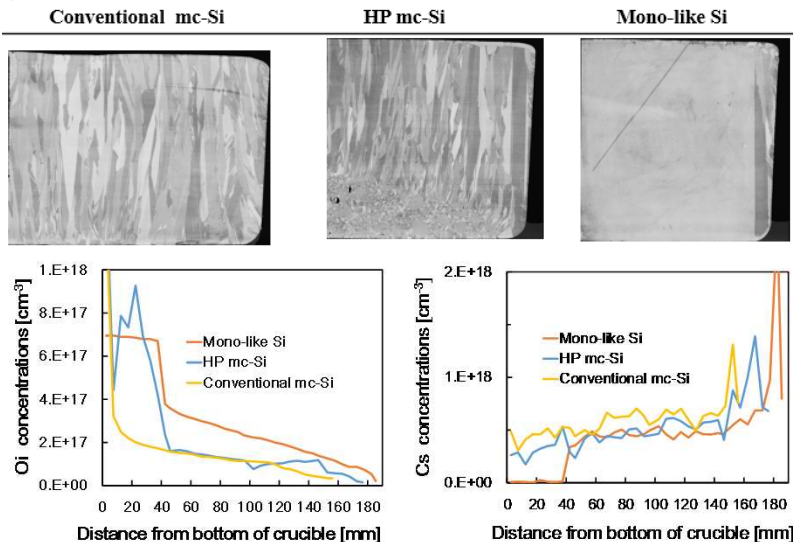 Conventional mc-Si HP mc-Si Mono-like Si
Oi concentrations [cm-3]
1.E+18
8.E+17
6.E+17
4.E+17
2.E+17
0.E+00
Mono-like Si
HP mc-Si
Conventional mc-Si
0 20 40 60 80 100 120 140 160 180
Distance from bottom of crucible [mm]
Cs concentrations [cm-3]
2.E+18
1.E+18
0.E+00
Mono-like Si
HP mc-Si
Conventional mc-Si
0 20 40 60 80 100 120 140 160 180
Distance from bottom of crucible [mm]